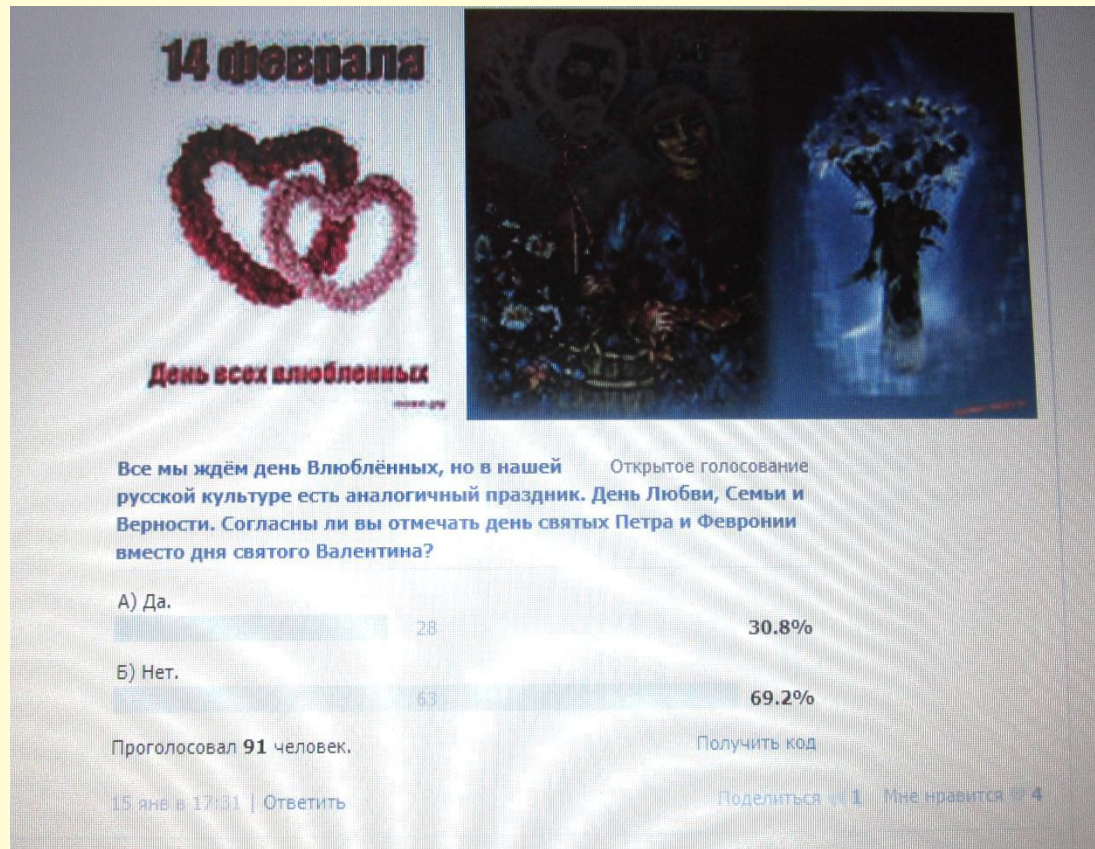 14 февраля
День всех влюбленных
Все мы ждём день Влюблённых, но в нашей
Открытое голосование
русской культуре есть аналогичный праздник. День Любви, Семьи и
Верности. Согласны ли вы отмечать день святых Петра и Февронии
вместо дня святого Валентина?
А) Да.
28 30.8%
Б) Нет.
63 69.2%
Проголосовал 91 человек.
Получить код
15 янв в 17:31 | Ответить
Поделиться 1 Мне нравится 4